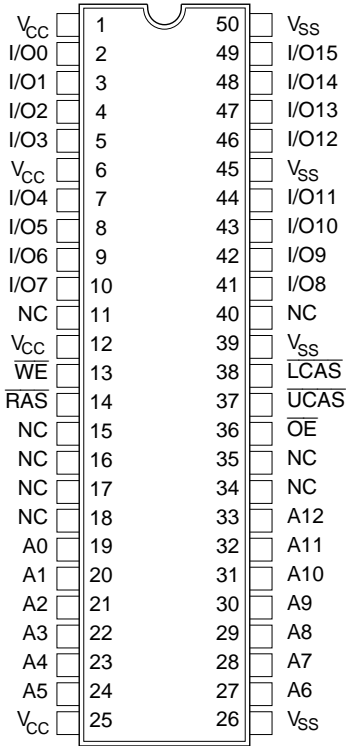 VCC 1 50 VSS
I/O0 2 49 I/O15
I/O1 3 48 I/O14
I/O2 4 47 I/O13
I/O3 5 46 I/O12
VCC 6 45 VSS
I/O4 7 44 I/O11
I/O5 8 43 I/O10
I/O6 9 42 I/O9
I/O7 10 41 I/O8
NC 11 40 NC
VCC 12 39 VSS
W̅E̅ 13 38 L̅C̅A̅S̅
R̅A̅S̅ 14 37 U̅C̅A̅S̅
NC 15 36 O̅E̅
NC 16 35 NC
NC 17 34 NC
NC 18 33 A12
A0 19 32 A11
A1 20 31 A10
A2 21 30 A9
A3 22 29 A8
A4 23 28 A7
A5 24 27 A6
VCC 25 26 VSS